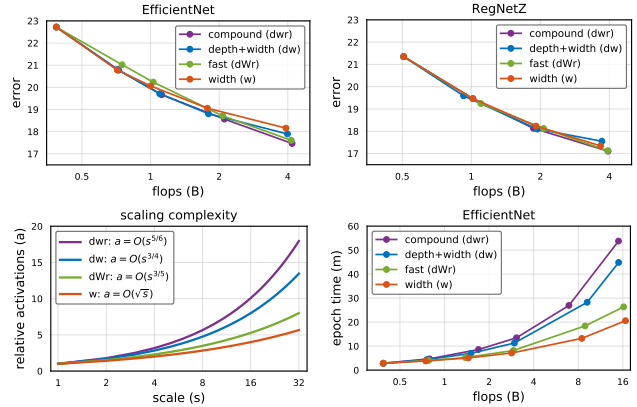 EfficientNet
23
22
21
20
19
18
17
error
compound (dwr)
depth+width (dw)
fast (dWr)
width (w)
0.5
1
2
4
flops (B)
RegNetZ
23
22
21
20
19
18
17
error
compound (dwr)
depth+width (dw)
fast (dWr)
width (w)
0.5
1
2
4
flops (B)
scaling complexity
20
15
10
5
0
relative activations (a)
dwr: a = O(s^5/6)
dw: a = O(s^3/4)
dWr: a = O(s^3/5)
w: a = O(√s)
1
2
4
8
16
32
scale (s)
EfficientNet
60
50
40
30
20
10
0
epoch time (m)
compound (dwr)
depth+width (dw)
fast (dWr)
width (w)
0.5
1
2
4
8
16
flops (B)